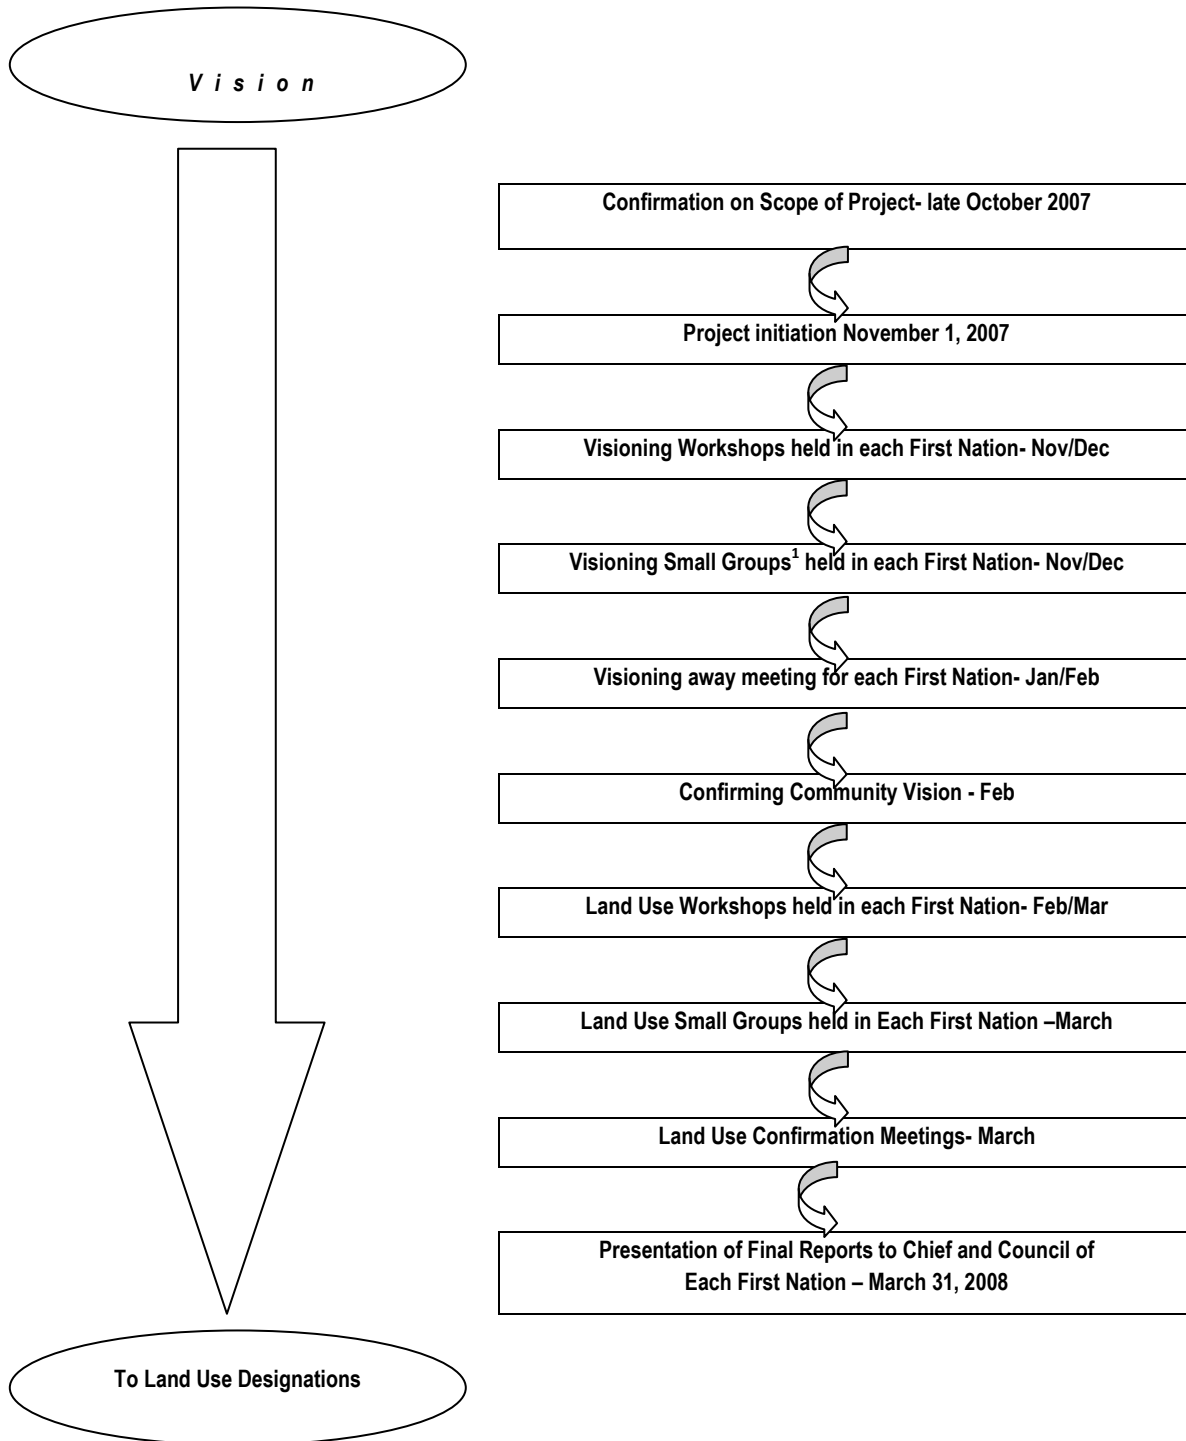 Vision
Confirmation on Scope of Project- late October 2007
Project initiation November 1, 2007
Visioning Workshops held in each First Nation- Nov/Dec
Visioning Small Groups¹ held in each First Nation- Nov/Dec
Visioning away meeting for each First Nation- Jan/Feb
Confirming Community Vision - Feb
Land Use Workshops held in each First Nation- Feb/Mar
Land Use Small Groups held in Each First Nation –March
Land Use Confirmation Meetings- March
Presentation of Final Reports to Chief and Council of
Each First Nation – March 31, 2008
To Land Use Designations